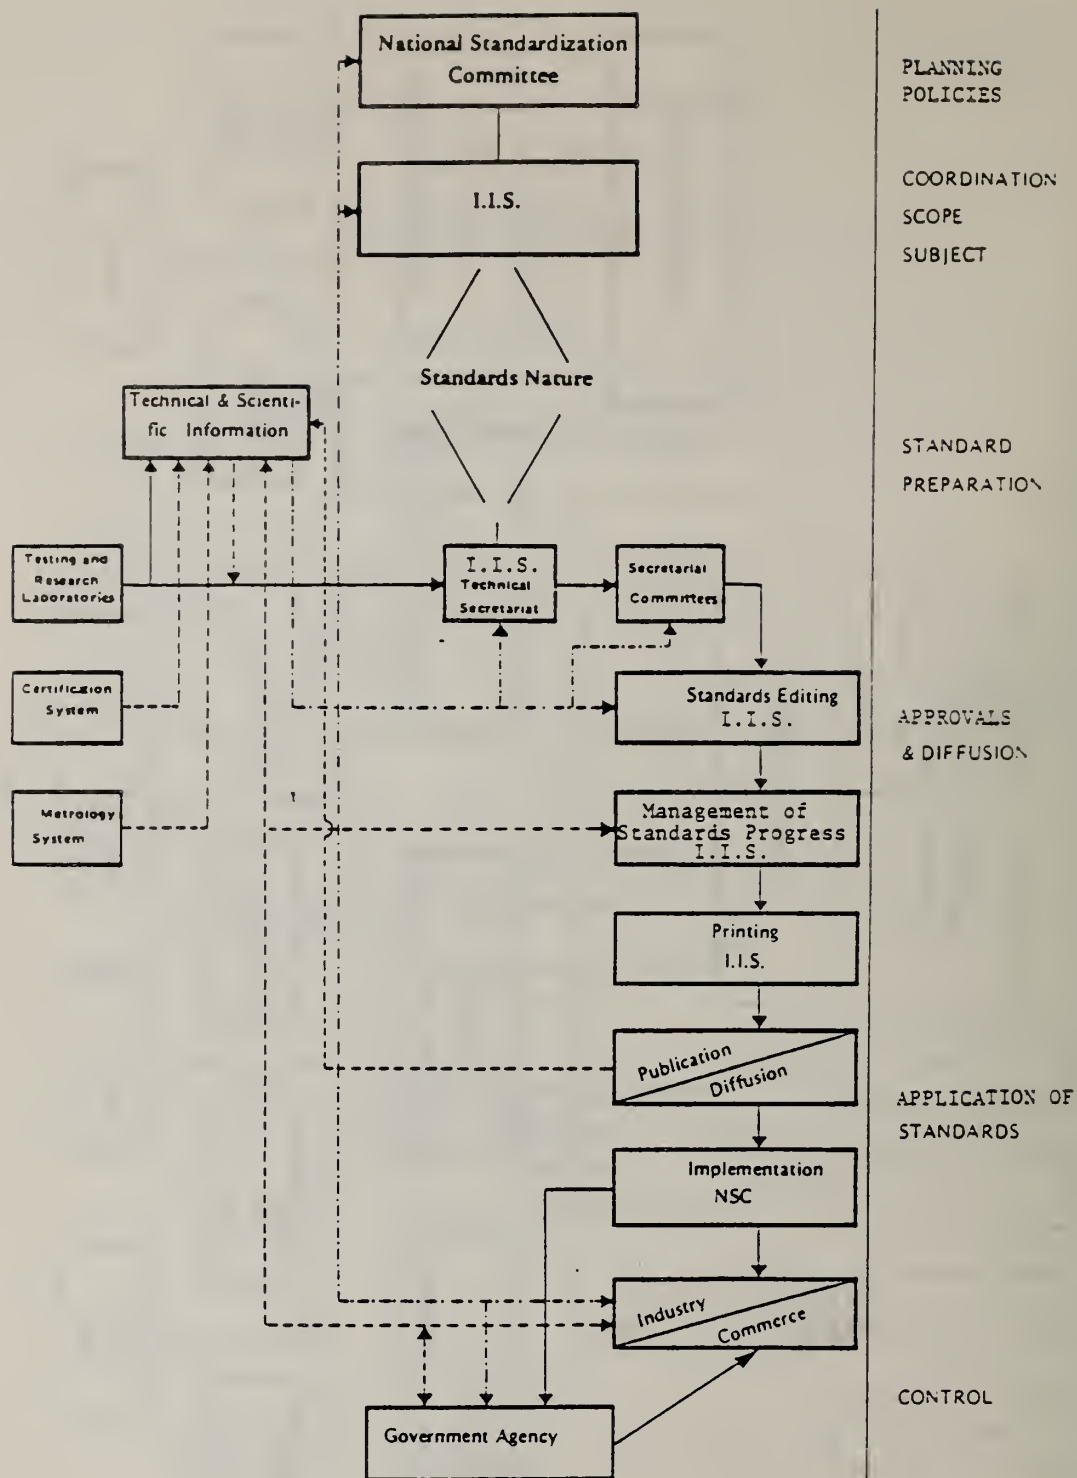 National Standardization
Committee
PLANNING
POLICIES
I.I.S.
COORDINATION
SCOPE
SUBJECT
Standards Nature
Technical & Scienti-
fic Information
STANDARD
PREPARATION
Testing and
Research
Laboratories
I.I.S.
Technical
Secretariat
Secretarial
Committees
Certification
System
Standards Editing
I.I.S.
APPROVALS
& DIFFUSION
Metrology
System
Management of
Standards Progress
I.I.S.
Printing
I.I.S.
Publication
Diffusion
APPLICATION OF
STANDARDS
Implementation
NSC
Industry
Commerce
CONTROL
Government Agency